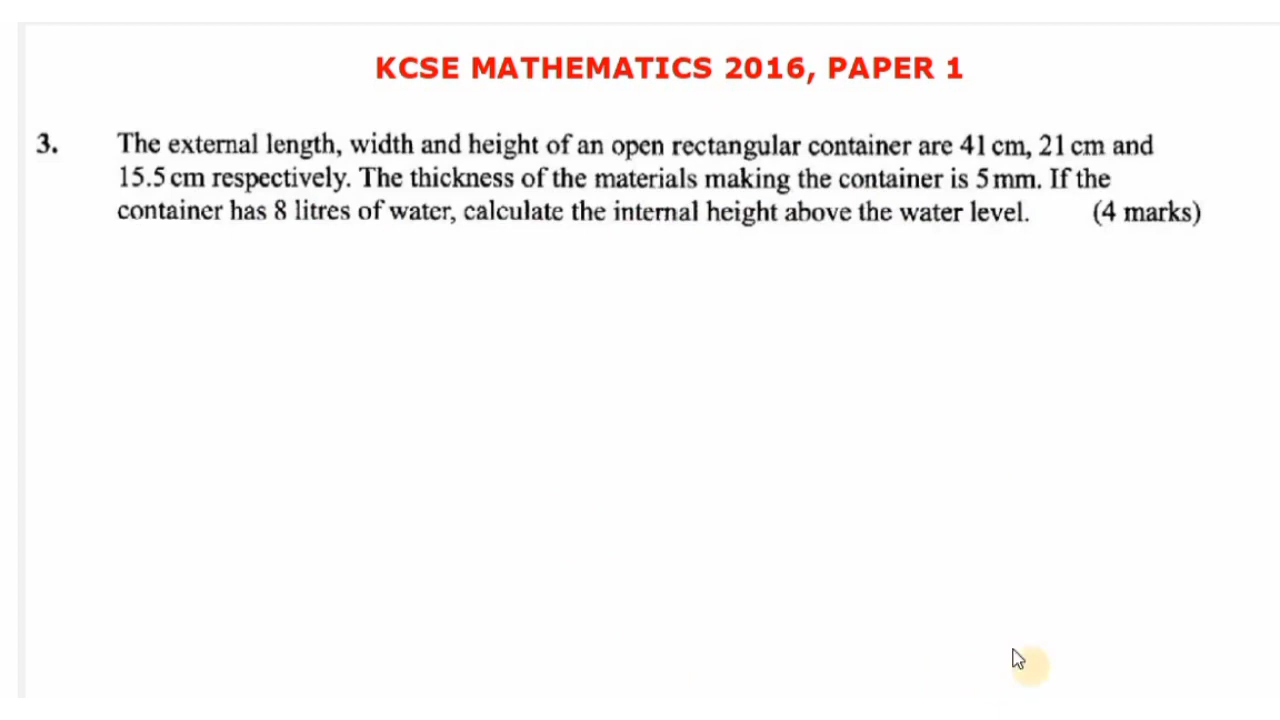 KCSE MATHEMATICS 2016, PAPER 1
3. The external length, width and height of an open rectangular container are 41 cm, 21 cm and
15.5 cm respectively. The thickness of the materials making the container is 5 mm. If the
container has 8 litres of water, calculate the internal height above the water level. (4 marks)